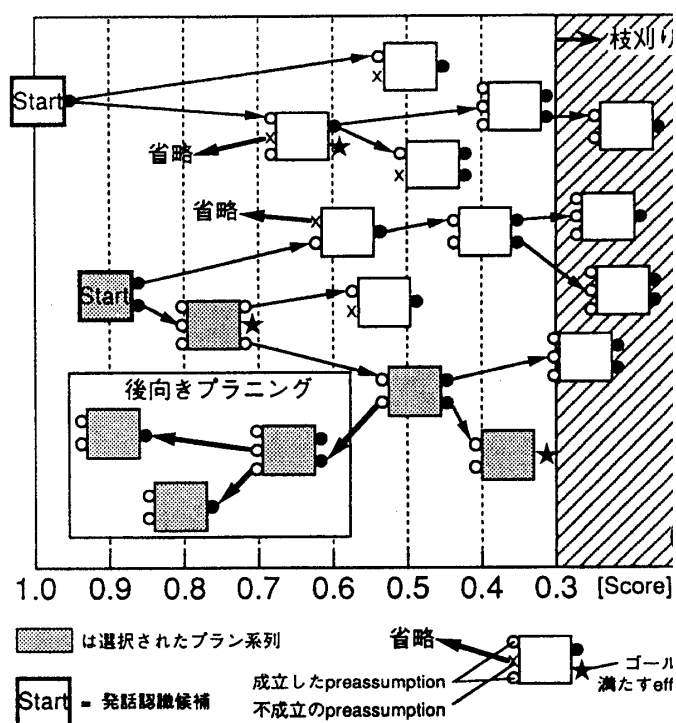 枝刈り
Start
省略
省略
Start
後向きプラニング
1.0 0.9 0.8 0.7 0.6 0.5 0.4 0.3 [Score]
は選択されたプラン系列
Start = 発話認識候補
省略
成立したpreassumption
不成立のpreassumption
ゴール
満たすeff